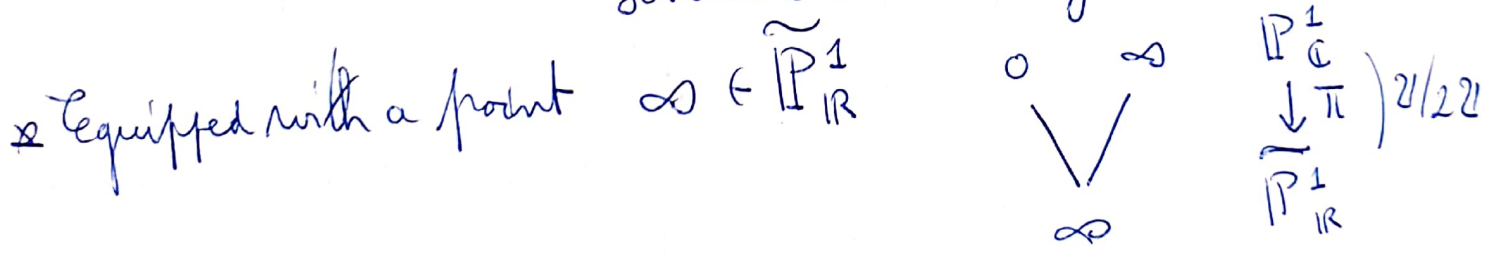 * Equipped with a point ∞ ∈ P̃¹_ℝ
0 ∞
∞
ℙ¹_ℂ
↓ π ) ℤ/2ℤ
P̃¹_ℝ